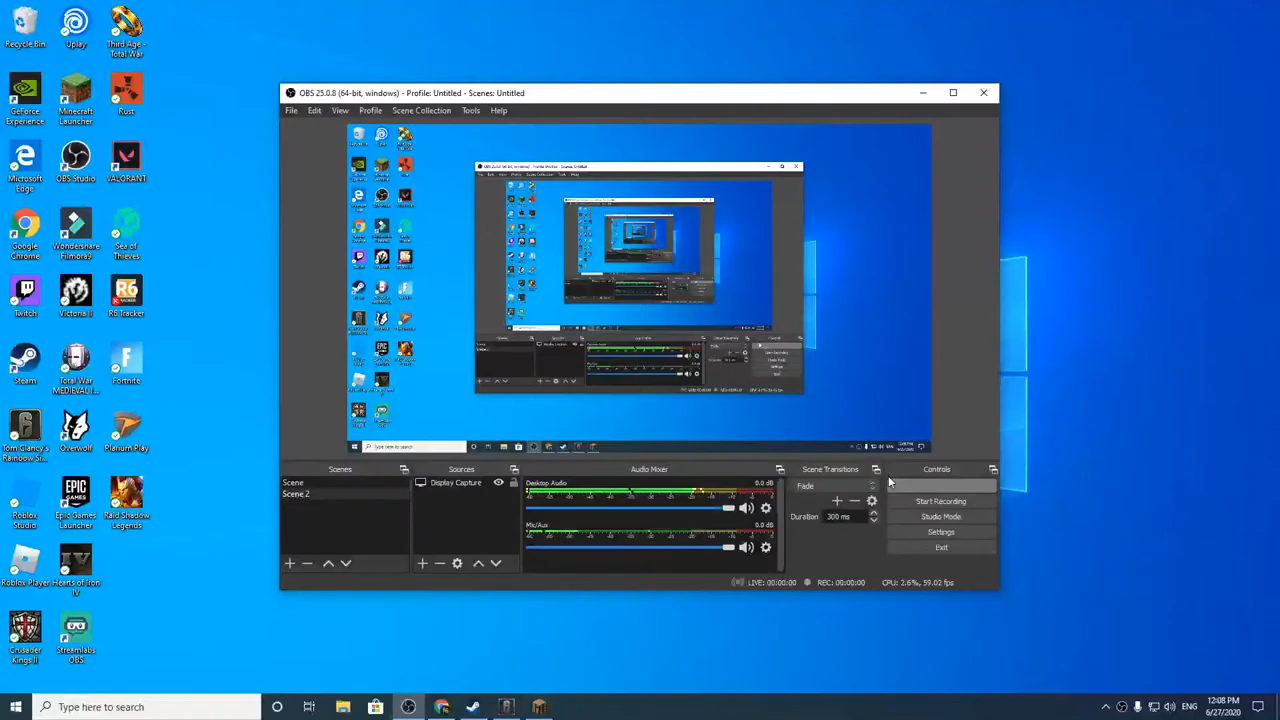 Recycle Bin
Uplay
Third Age -
Total War
GeForce
Experience
Minecraft
Launcher
Rust
Microsoft
Edge
OBS Studio
VALORANT
Google
Chrome
Wondershare
Filmora9
Sea of
Thieves
Twitch
Victoria II
R6 Tracker
Steam
Total War
MEDIEVAL I...
Fortnite
Tom Clancy's
Rainbow Si...
Overwolf
Plarium Play
Roblox
Studio
Epic Games
Launcher
Raid Shadow
Legends
Roblox Player
Hearts of Iron
IV
Crusader
Kings II
Streamlabs
OBS
OBS 25.0.8 (64-bit, windows) - Profile: Untitled - Scenes: Untitled
File Edit View Profile Scene Collection Tools Help
Type here to search
Scenes
Scene
Scene 2
Sources
Display Capture
Audio Mixer
Desktop Audio 0.0 dB
Mic/Aux 0.0 dB
Scene Transitions
Fade
Duration 300 ms
Controls
Start Recording
Studio Mode
Settings
Exit
LIVE: 00:00:00 REC: 00:00:00 CPU: 2.6%, 59.02 fps
Type here to search
ENG
12:08 PM
6/27/2020